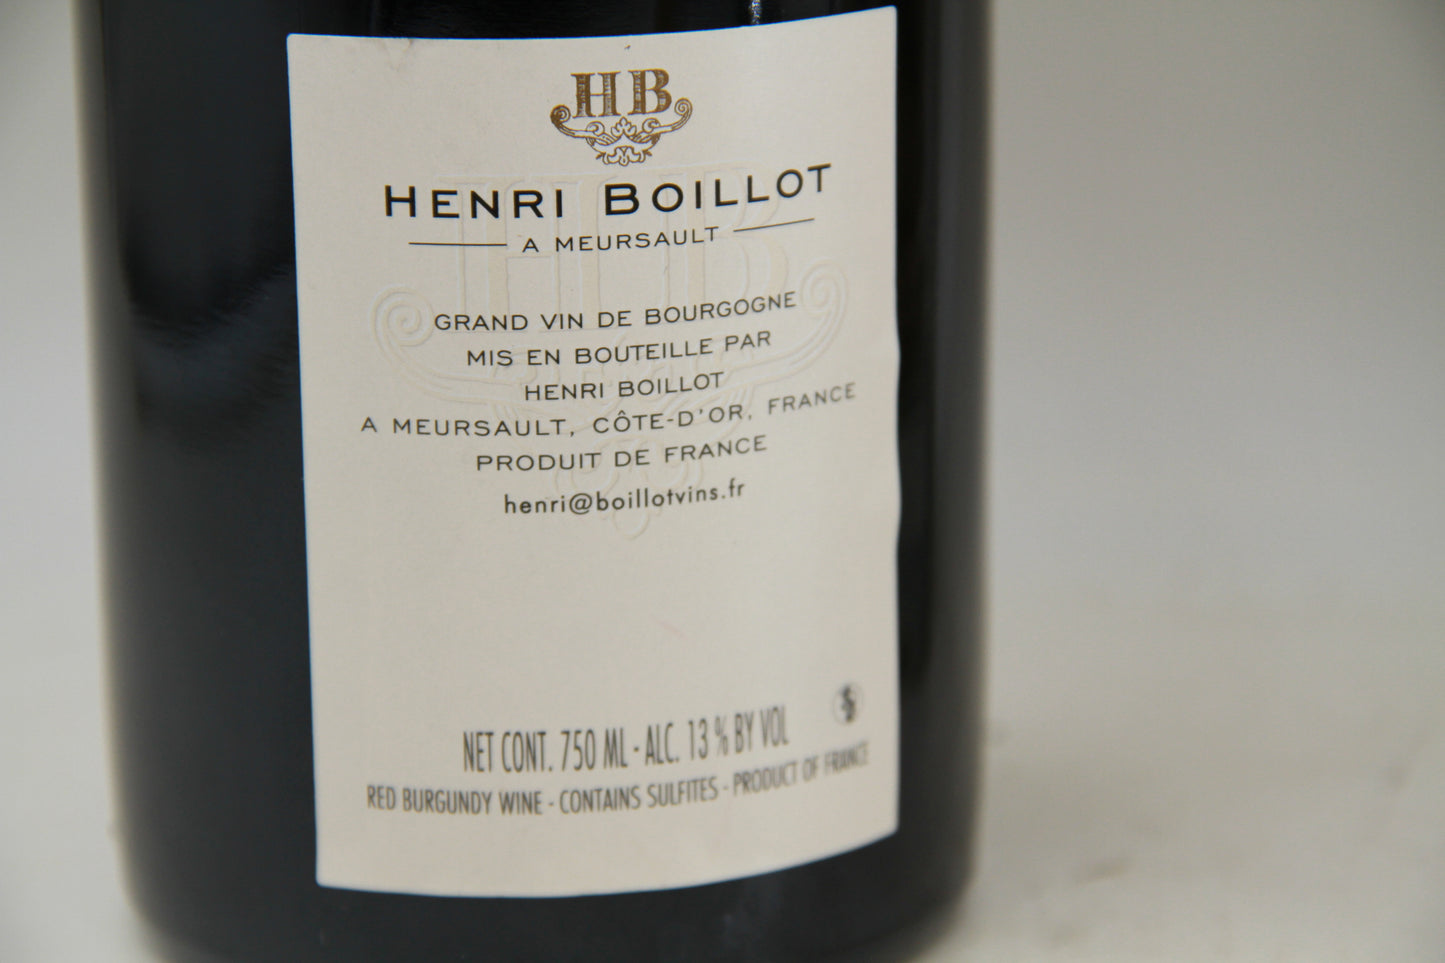 HB
HENRI BOILLOT
A MEURSAULT
GRAND VIN DE BOURGOGNE
MIS EN BOUTEILLE PAR
HENRI BOILLOT
A MEURSAULT, CÔTE-D'OR, FRANCE
PRODUIT DE FRANCE
henri@boillotvins.fr
NET CONT. 750 ML - ALC. 13 % BY VOL
RED BURGUNDY WINE - CONTAINS SULFITES - PRODUCT OF FRANCE